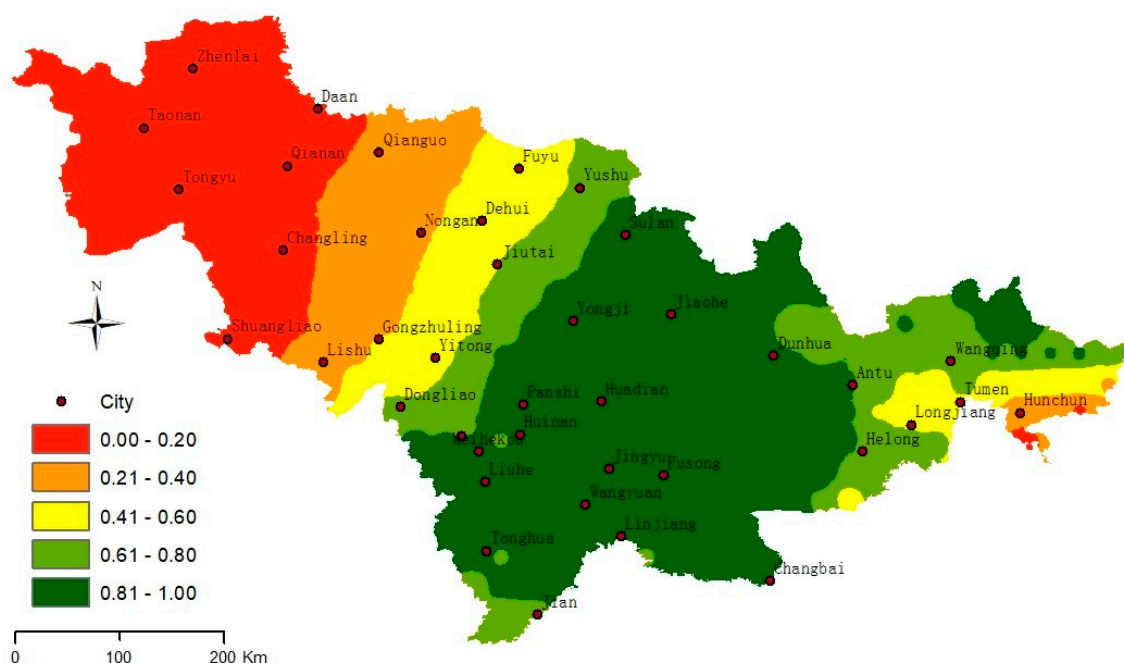 Zhenlai
Daan
Taonan
Qianguo
Qianan
Fuyu
Tongyu
Yushu
Dehui
Nongan
Sulan
Changling
Jiutai
N
Jiaohe
Yongji
Shuangliao
Gongzhuling
Lishu
Yitong
Dunhua
Wangqing
Antu
Tumen
Hunchun
Longjiang
Dongliao
Panshi
Huadian
City
Huinan
Helong
0.00 - 0.20
Meihekou
Jingyu
Fusong
0.21 - 0.40
Liuhe
Wangyuan
0.41 - 0.60
Linjiang
0.61 - 0.80
Tonghua
Changbai
0.81 - 1.00
Jian
0 100 200 Km